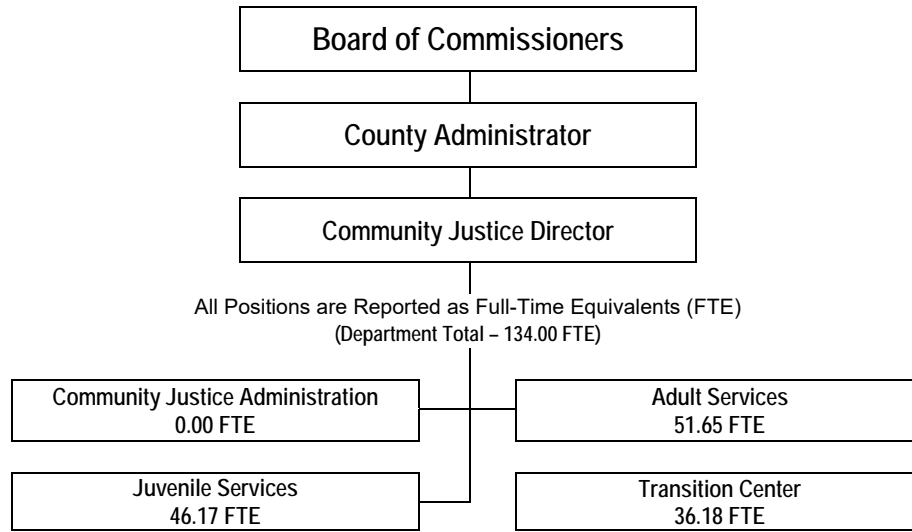 Board of Commissioners
County Administrator
Community Justice Director
All Positions are Reported as Full-Time Equivalents (FTE)
(Department Total – 134.00 FTE)
Community Justice Administration
0.00 FTE
Adult Services
51.65 FTE
Juvenile Services
46.17 FTE
Transition Center
36.18 FTE